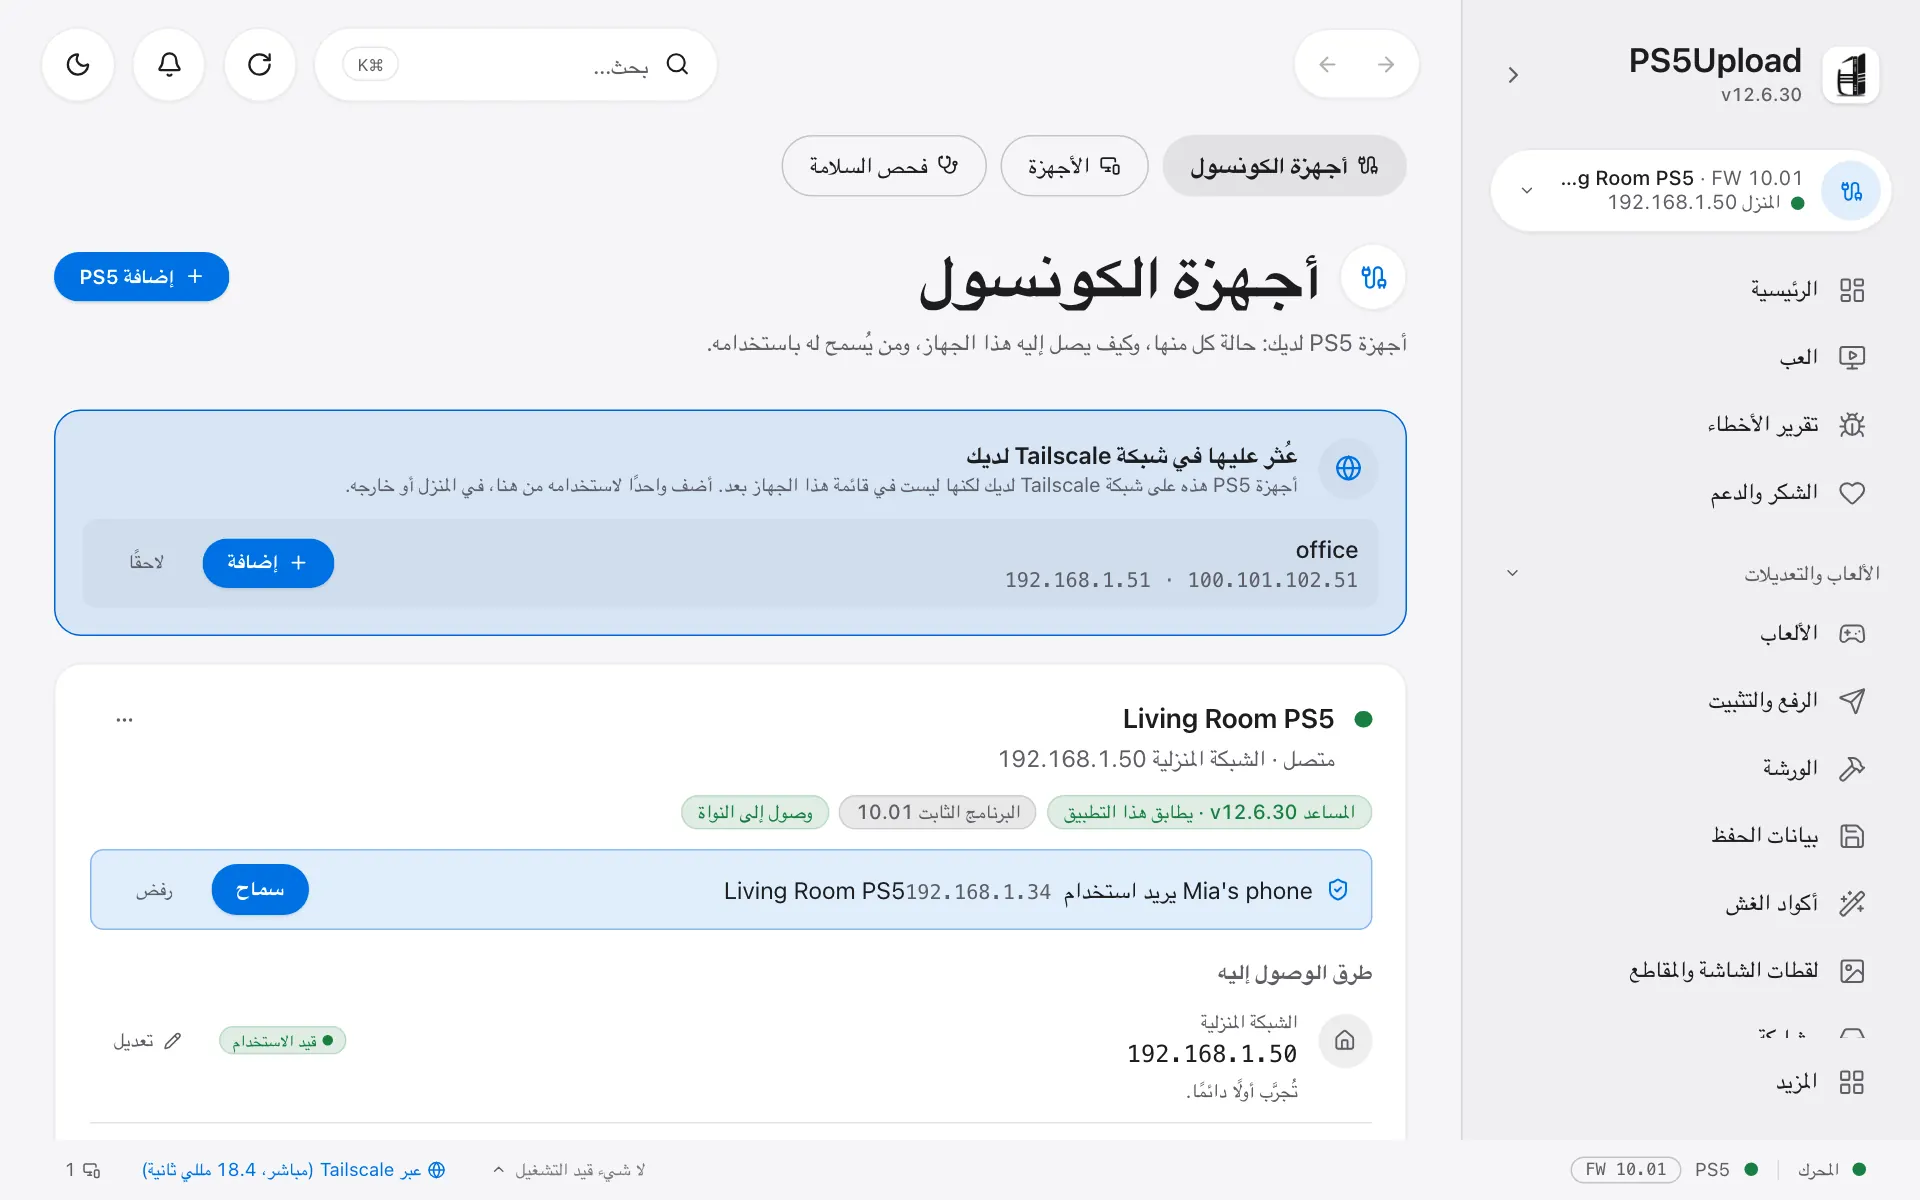 PS5Upload
v12.6.30
...g Room PS5 · FW 10.01
المنزل 192.168.1.50
الرئيسية
العب
تقرير الأخطاء
الشكر والدعم
الألعاب والتعديلات
الألعاب
الرفع والتثبيت
الورشة
بيانات الحفظ
أكواد الغش
لقطات الشاشة والمقاطع
المزيد
بحث...
K⌘
أجهزة الكونسول
الأجهزة
فحص السلامة
أجهزة الكونسول
إضافة PS5
أجهزة PS5 لديك: حالة كل منها، وكيف يصل إليه هذا الجهاز، ومن يُسمح له باستخدامه.
عُثر عليها في شبكة Tailscale لديك
أجهزة PS5 هذه على شبكة Tailscale لديك لكنها ليست في قائمة هذا الجهاز بعد. أضف واحدًا لاستخدامه من هنا، في المنزل أو خارجه.
office
192.168.1.51 · 100.101.102.51
إضافة
لاحقًا
Living Room PS5
...
متصل · الشبكة المنزلية 192.168.1.50
المساعد v12.6.30 · يطابق هذا التطبيق
البرنامج الثابت 10.01
وصول إلى النواة
Mia's phone يريد استخدام Living Room PS5
192.168.1.34
سماح
رفض
طرق الوصول إليه
الشبكة المنزلية
192.168.1.50
تُجرَّب أولًا دائمًا.
قيد الاستخدام
تعديل
المحرك
PS5
FW 10.01
لا شيء قيد التشغيل
عبر Tailscale (مباشر، 18.4 مللي ثانية)
1